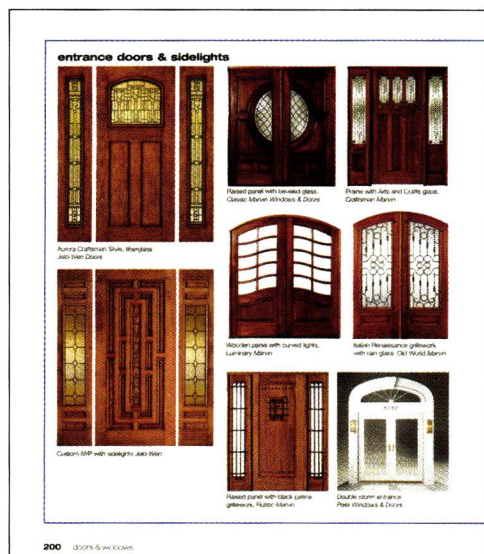 entrance doors & sidelights
Raised panel with beveled glass,
Classic Marvin Windows & Doors
Prairie with Arts and Crafts glass,
Craftsman Marvin
Aurora Craftsman Style, fiberglass
Jeld-Wen Doors
Wooden panel with curved lights,
Luminary Marvin
Italian Renaissance grillework
with rain glass, Old World Marvin
Custom IWP with sidelights Jeld-Wen
Raised panel with black patina
grillework, Rustic Marvin
Double storm entrance
Pella Windows & Doors
200 doors & windows